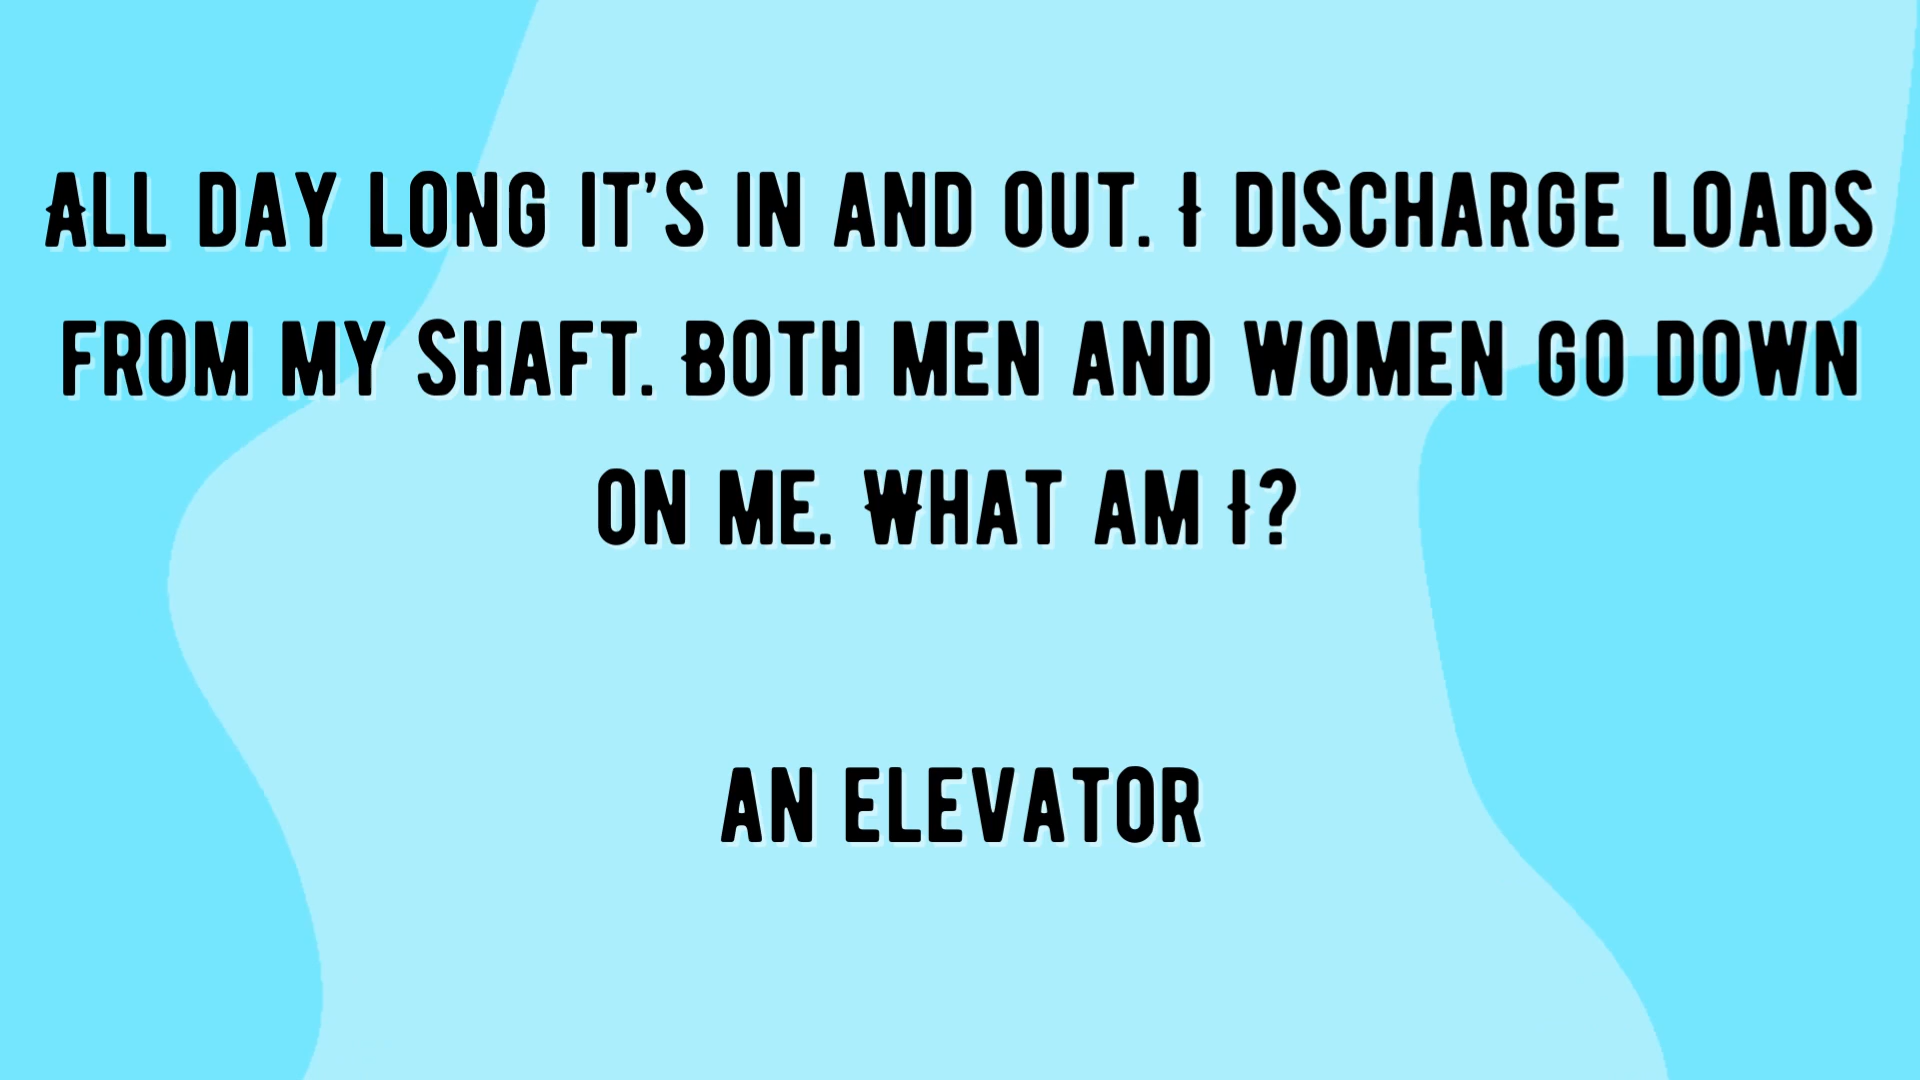 ALL DAY LONG IT'S IN AND OUT. I DISCHARGE LOADS
FROM MY SHAFT. BOTH MEN AND WOMEN GO DOWN
ON ME. WHAT AM I?
AN ELEVATOR